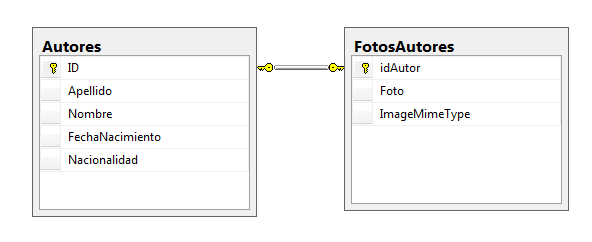 Autores
ID
Apellido
Nombre
FechaNacimiento
Nacionalidad
FotosAutores
idAutor
Foto
ImageMimeType